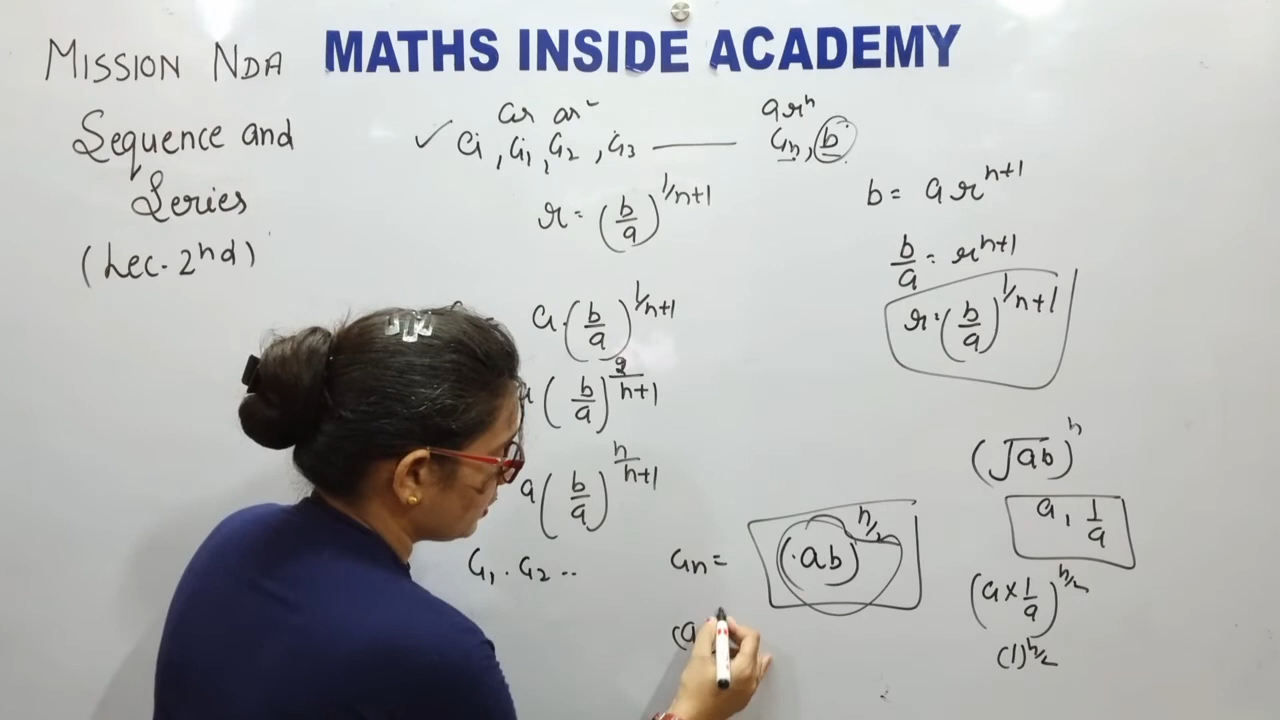 MATHS INSIDE ACADEMY
MISSION NDA
Sequence and
Series
(Lec. 2nd)
ar ar² arⁿ
✓ a, G₁, G₂, G₃ —— Gₙ, b
r = (b/a)^1/n+1
b = a r^n+1
b/a = r^n+1
r = (b/a)^1/n+1
a·(b/a)^1/n+1
(b/a)^2/n+1
a (b/a)^n/n+1
G₁ . G₂ .. Gn = (ab)^n/2
(a
(√ab)^n
a, 1/a
(a × 1/a)^n/2
(1)^n/2